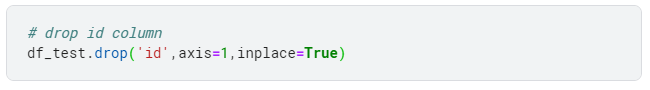 # drop id column
df_test.drop('id',axis=1,inplace=True)